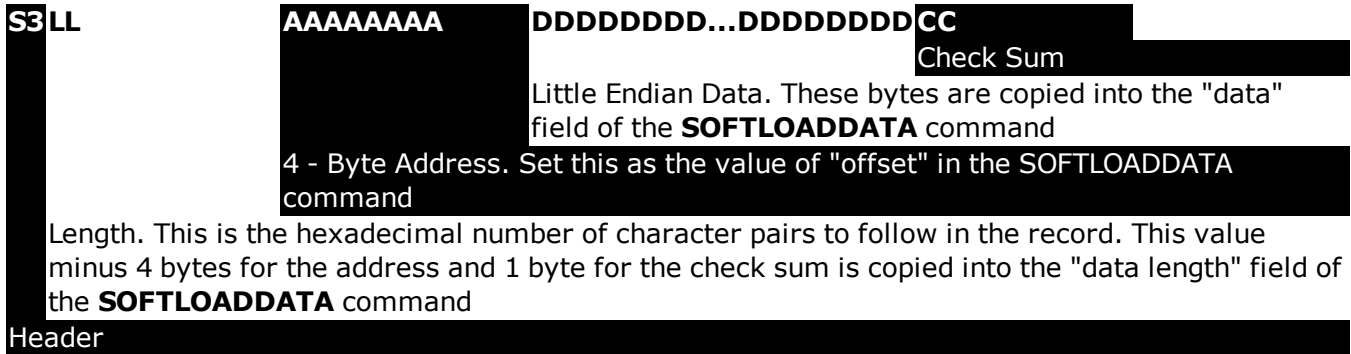 S3LL AAAAAAAA DDDDDDDD...DDDDDDDDCC
Check Sum
Little Endian Data. These bytes are copied into the "data"
field of the SOFTLOADDATA command
4 - Byte Address. Set this as the value of "offset" in the SOFTLOADDATA
command
Length. This is the hexadecimal number of character pairs to follow in the record. This value
minus 4 bytes for the address and 1 byte for the check sum is copied into the "data length" field of
the SOFTLOADDATA command
Header